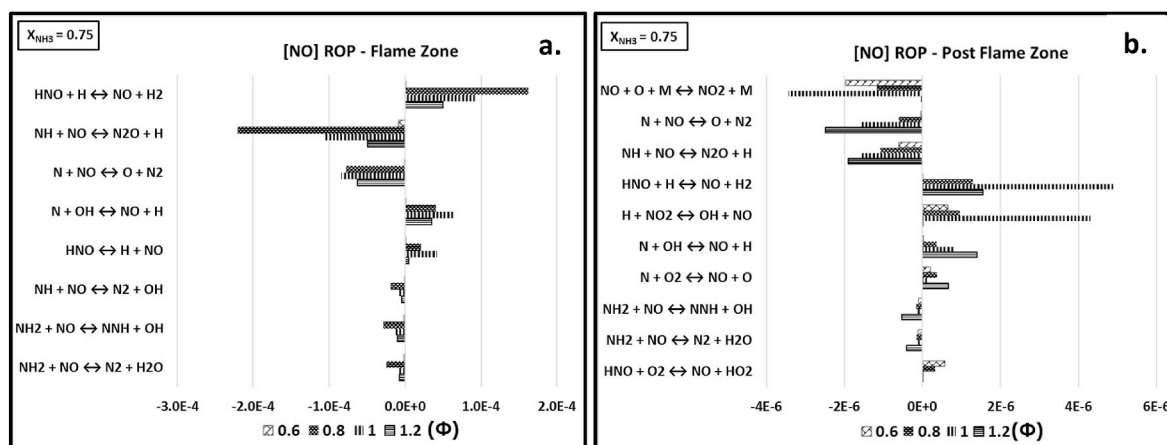 X_NH3 = 0.75
a.
[NO] ROP - Flame Zone
HNO + H ↔ NO + H2
NH + NO ↔ N2O + H
N + NO ↔ O + N2
N + OH ↔ NO + H
HNO ↔ H + NO
NH + NO ↔ N2 + OH
NH2 + NO ↔ NNH + OH
NH2 + NO ↔ N2 + H2O
-3.0E-4 -2.0E-4 -1.0E-4 0.0E+0 1.0E-4 2.0E-4
0.6 0.8 1 1.2 (Φ)
X_NH3 = 0.75
b.
[NO] ROP - Post Flame Zone
NO + O + M ↔ NO2 + M
N + NO ↔ O + N2
NH + NO ↔ N2O + H
HNO + H ↔ NO + H2
H + NO2 ↔ OH + NO
N + OH ↔ NO + H
N + O2 ↔ NO + O
NH2 + NO ↔ NNH + OH
NH2 + NO ↔ N2 + H2O
HNO + O2 ↔ NO + HO2
-4E-6 -2E-6 0E+0 2E-6 4E-6 6E-6
0.6 0.8 1 1.2 (Φ)